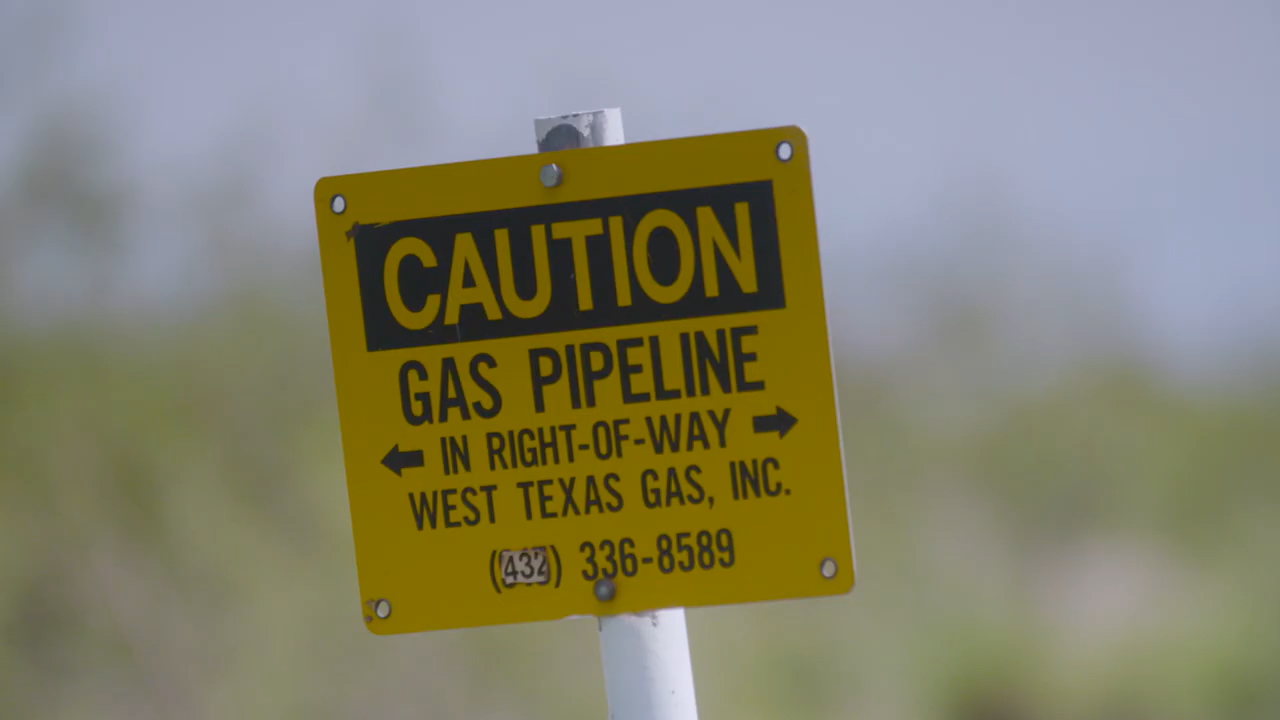 CAUTION
GAS PIPELINE
IN RIGHT-OF-WAY
WEST TEXAS GAS, INC.
(432) 336-8589